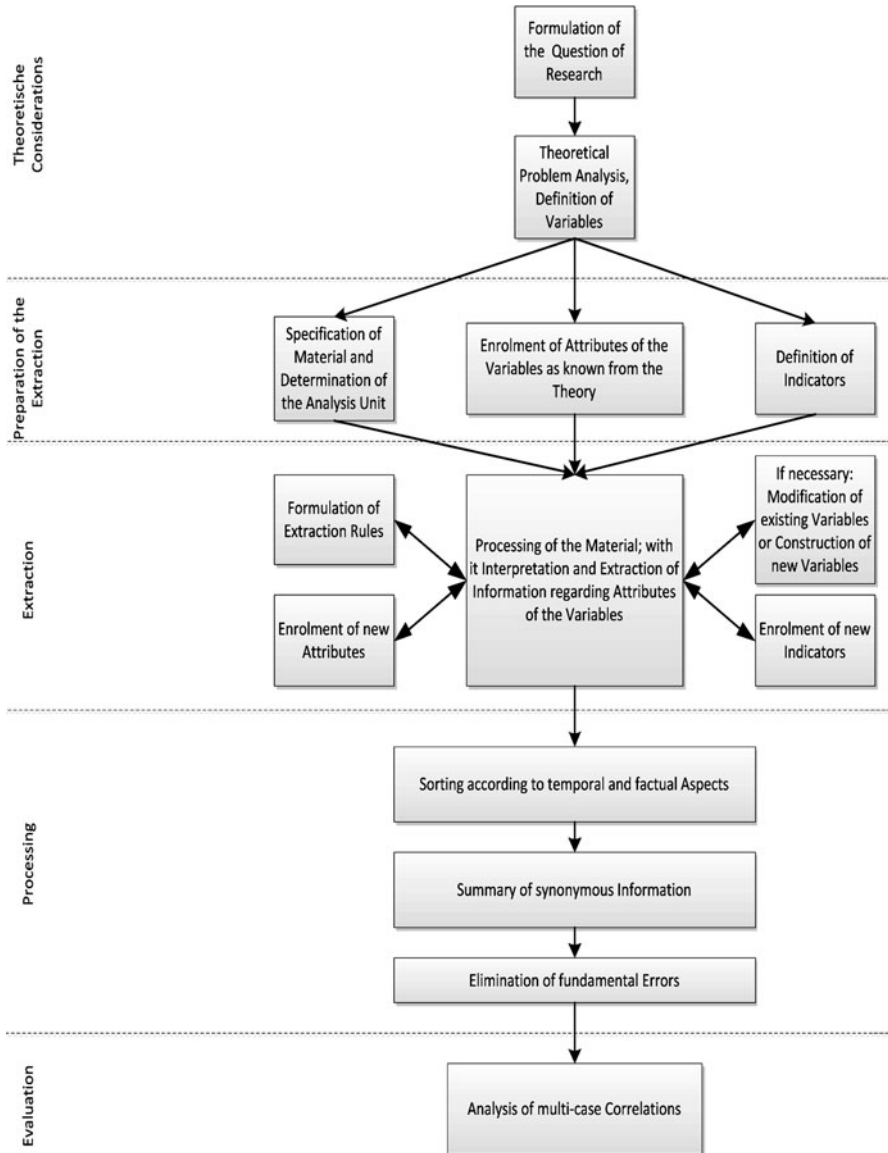 Theoretische
Considerations
Formulation of
the Question of
Research
Theoretical
Problem Analysis,
Definition of
Variables
Preparation of the
Extraction
Specification of
Material and
Determination of
the Analysis Unit
Enrolment of Attributes of the
Variables as known from the
Theory
Definition of
Indicators
Extraction
Formulation of
Extraction Rules
Enrolment of new
Attributes
Processing of the Material; with
it Interpretation and Extraction of
Information regarding Attributes
of the Variables
If necessary:
Modification of
existing Variables
or Construction of
new Variables
Enrolment of new
Indicators
Processing
Sorting according to temporal and factual Aspects
Summary of synonymous Information
Elimination of fundamental Errors
Evaluation
Analysis of multi-case Correlations